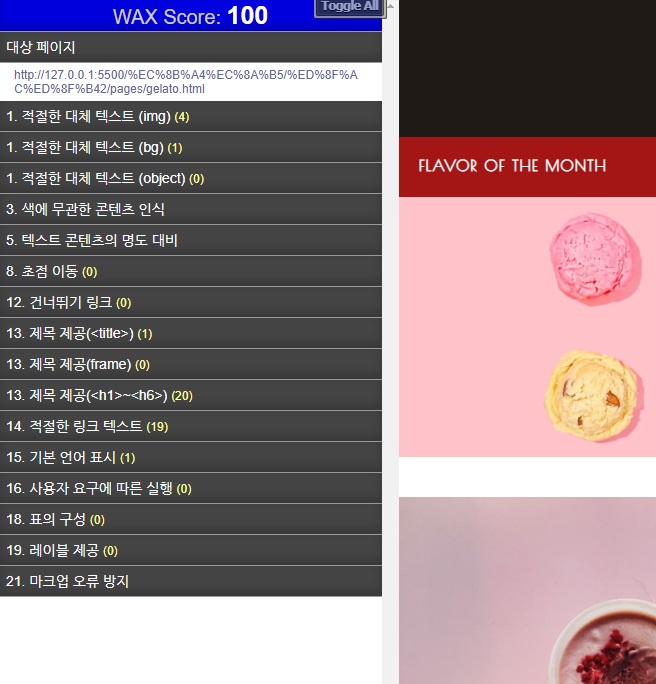 WAX Score: 100
Toggle All
대상 페이지
http://127.0.0.1:5500/%EC%8B%A4%EC%8A%B5/%ED%8F%A
C%ED%8F%B42/pages/gelato.html
1. 적절한 대체 텍스트 (img) (4)
1. 적절한 대체 텍스트 (bg) (1)
1. 적절한 대체 텍스트 (object) (0)
3. 색에 무관한 콘텐츠 인식
5. 텍스트 콘텐츠의 명도 대비
8. 초점 이동 (0)
12. 건너뛰기 링크 (0)
13. 제목 제공(<title>) (1)
13. 제목 제공(frame) (0)
13. 제목 제공(<h1>~<h6>) (20)
14. 적절한 링크 텍스트 (19)
15. 기본 언어 표시 (1)
16. 사용자 요구에 따른 실행 (0)
18. 표의 구성 (0)
19. 레이블 제공 (0)
21. 마크업 오류 방지
FLAVOR OF THE MONTH